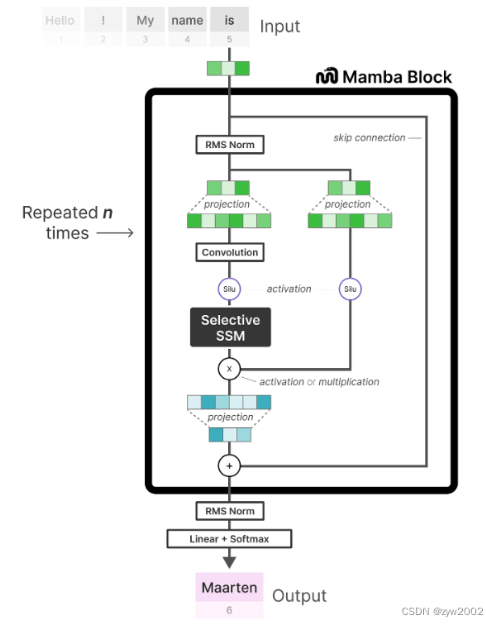 Hello ! My name is Input
1 2 3 4 5
Mamba Block
skip connection
RMS Norm
projection projection
Repeated n
times
Convolution
Silu activation Silu
Selective
SSM
x
activation or multiplication
projection
+
RMS Norm
Linear + Softmax
Maarten Output
6
CSDN @zyw2002